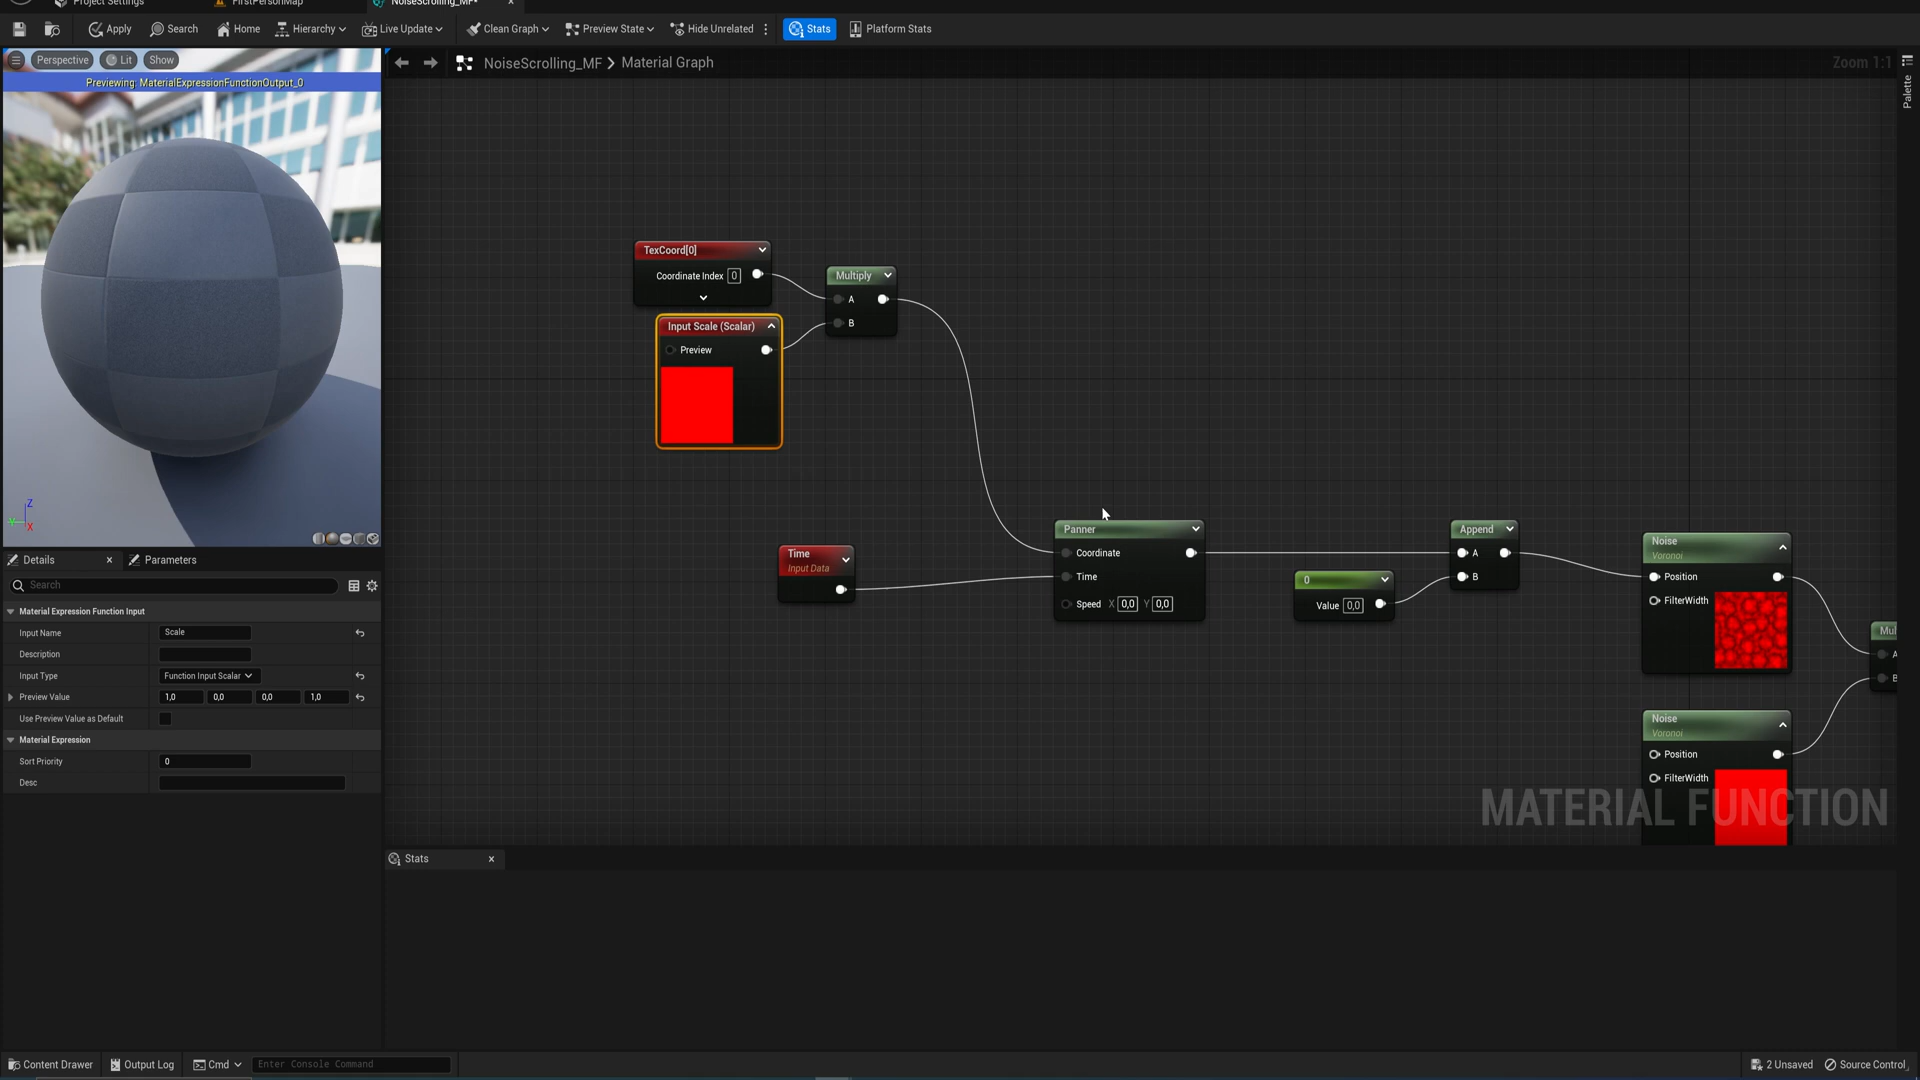 Project Settings
FirstPersonMap
NoiseScrolling_MF*
Apply
Search
Home
Hierarchy
Live Update
Clean Graph
Preview State
Hide Unrelated
Stats
Platform Stats
Perspective
Lit
Show
Previewing: MaterialExpressionFunctionOutput_0
NoiseScrolling_MF > Material Graph
Zoom 1:1
Palette
TexCoord[0]
Coordinate Index 0
Multiply
A
B
Input Scale (Scalar)
Preview
Time
Input Data
Panner
Coordinate
Time
Speed X 0,0 Y 0,0
0
Value 0,0
Append
A
B
Noise
Voronoi
Position
FilterWidth
Mul
A
B
Noise
Voronoi
Position
FilterWidth
MATERIAL FUNCTION
Z
Y
X
Details
Parameters
Search
Material Expression Function Input
Input Name Scale
Description
Input Type Function Input Scalar
Preview Value 1,0 0,0 0,0 1,0
Use Preview Value as Default
Material Expression
Sort Priority 0
Desc
Stats
Content Drawer
Output Log
Cmd
Enter Console Command
2 Unsaved
Source Control